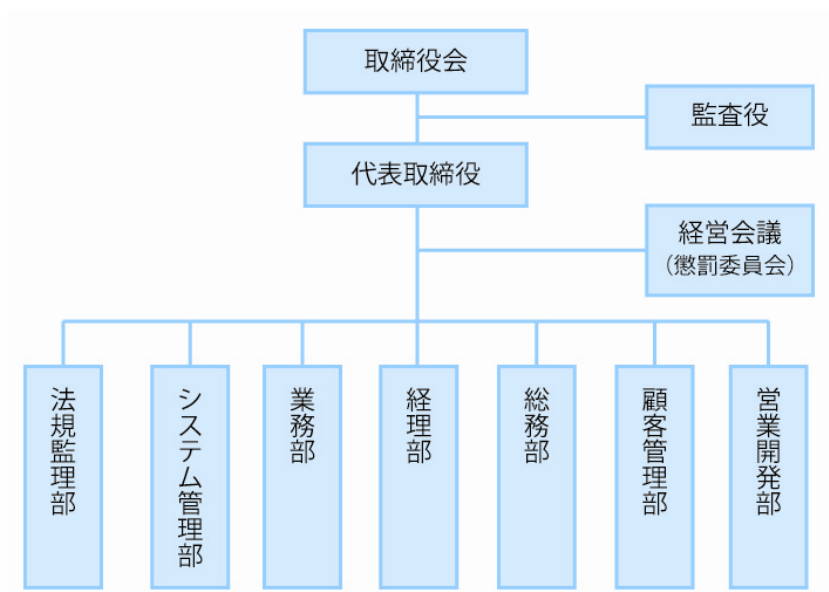 取締役会
監査役
代表取締役
経営会議
（懲罰委員会）
法規監理部
システム管理部
業務部
経理部
総務部
顧客管理部
営業開発部